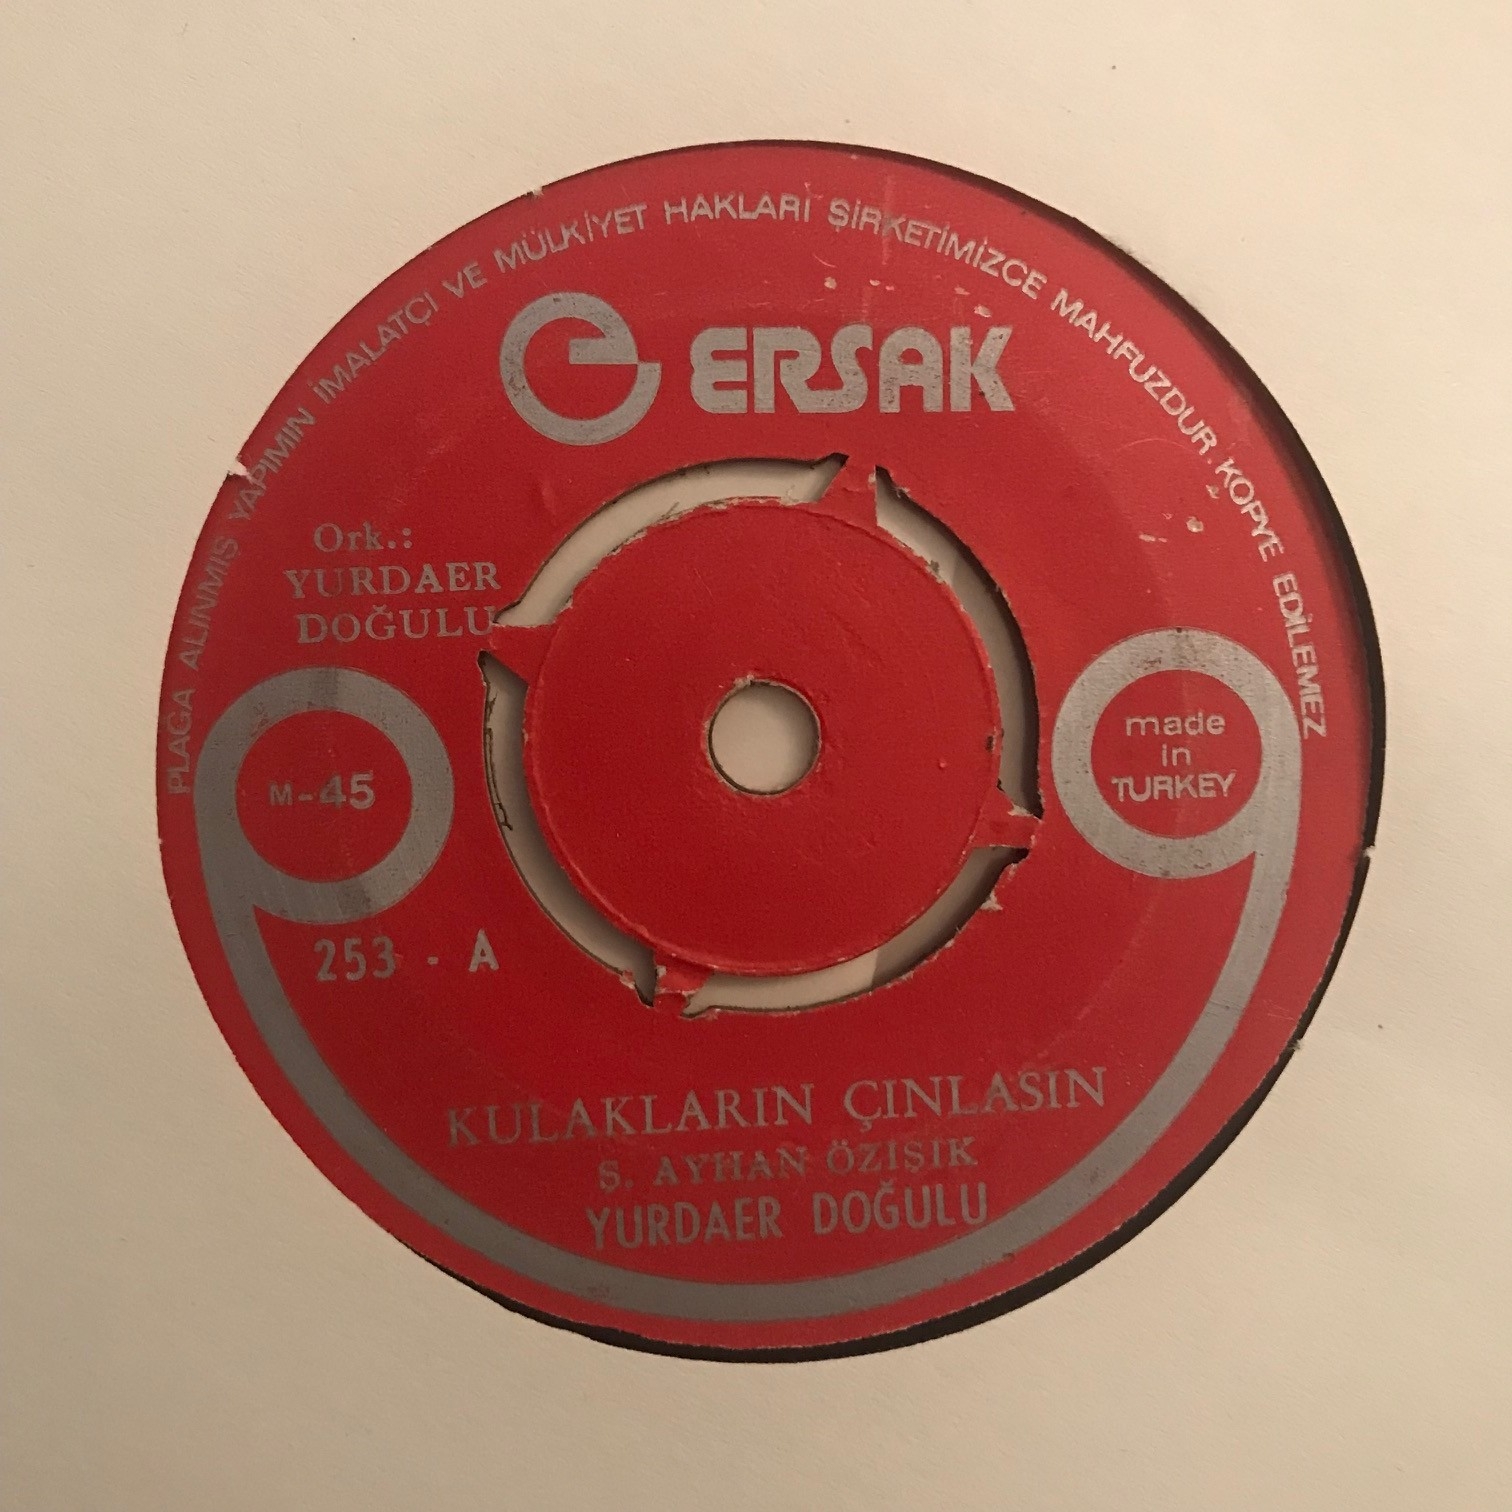 PLAĞA ALINMIŞ YAPIMIN İMALATÇI VE MÜLKİYET HAKLARİ ŞİRKETİMİZCE MAHFUZDUR. KOPYE EDİLEMEZ
ERSAK
Ork.:
YURDAER
DOĞULU
M-45
made
in
TURKEY
253 - A
KULAKLARIN ÇINLASIN
Ş. AYHAN ÖZIŞIK
YURDAER DOĞULU